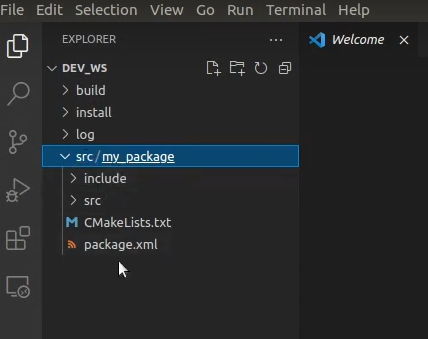 File Edit Selection View Go Run Terminal Help
EXPLORER
Welcome
DEV_WS
build
install
log
src/my_package
include
src
CMakeLists.txt
package.xml